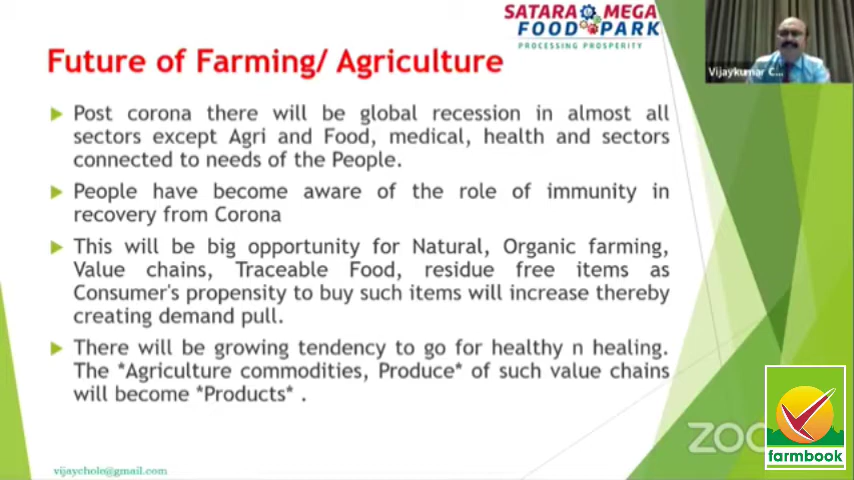 SATARA MEGA
FOOD PARK
PROCESSING PROSPERITY
Vijaykumar C...
Future of Farming/ Agriculture
Post corona there will be global recession in almost all
sectors except Agri and Food, medical, health and sectors
connected to needs of the People.
People have become aware of the role of immunity in
recovery from Corona
This will be big opportunity for Natural, Organic farming,
Value chains, Traceable Food, residue free items as
Consumer's propensity to buy such items will increase thereby
creating demand pull.
There will be growing tendency to go for healthy n healing.
The *Agriculture commodities, Produce* of such value chains
will become *Products* .
farmbook
vijaychole@gmail.com